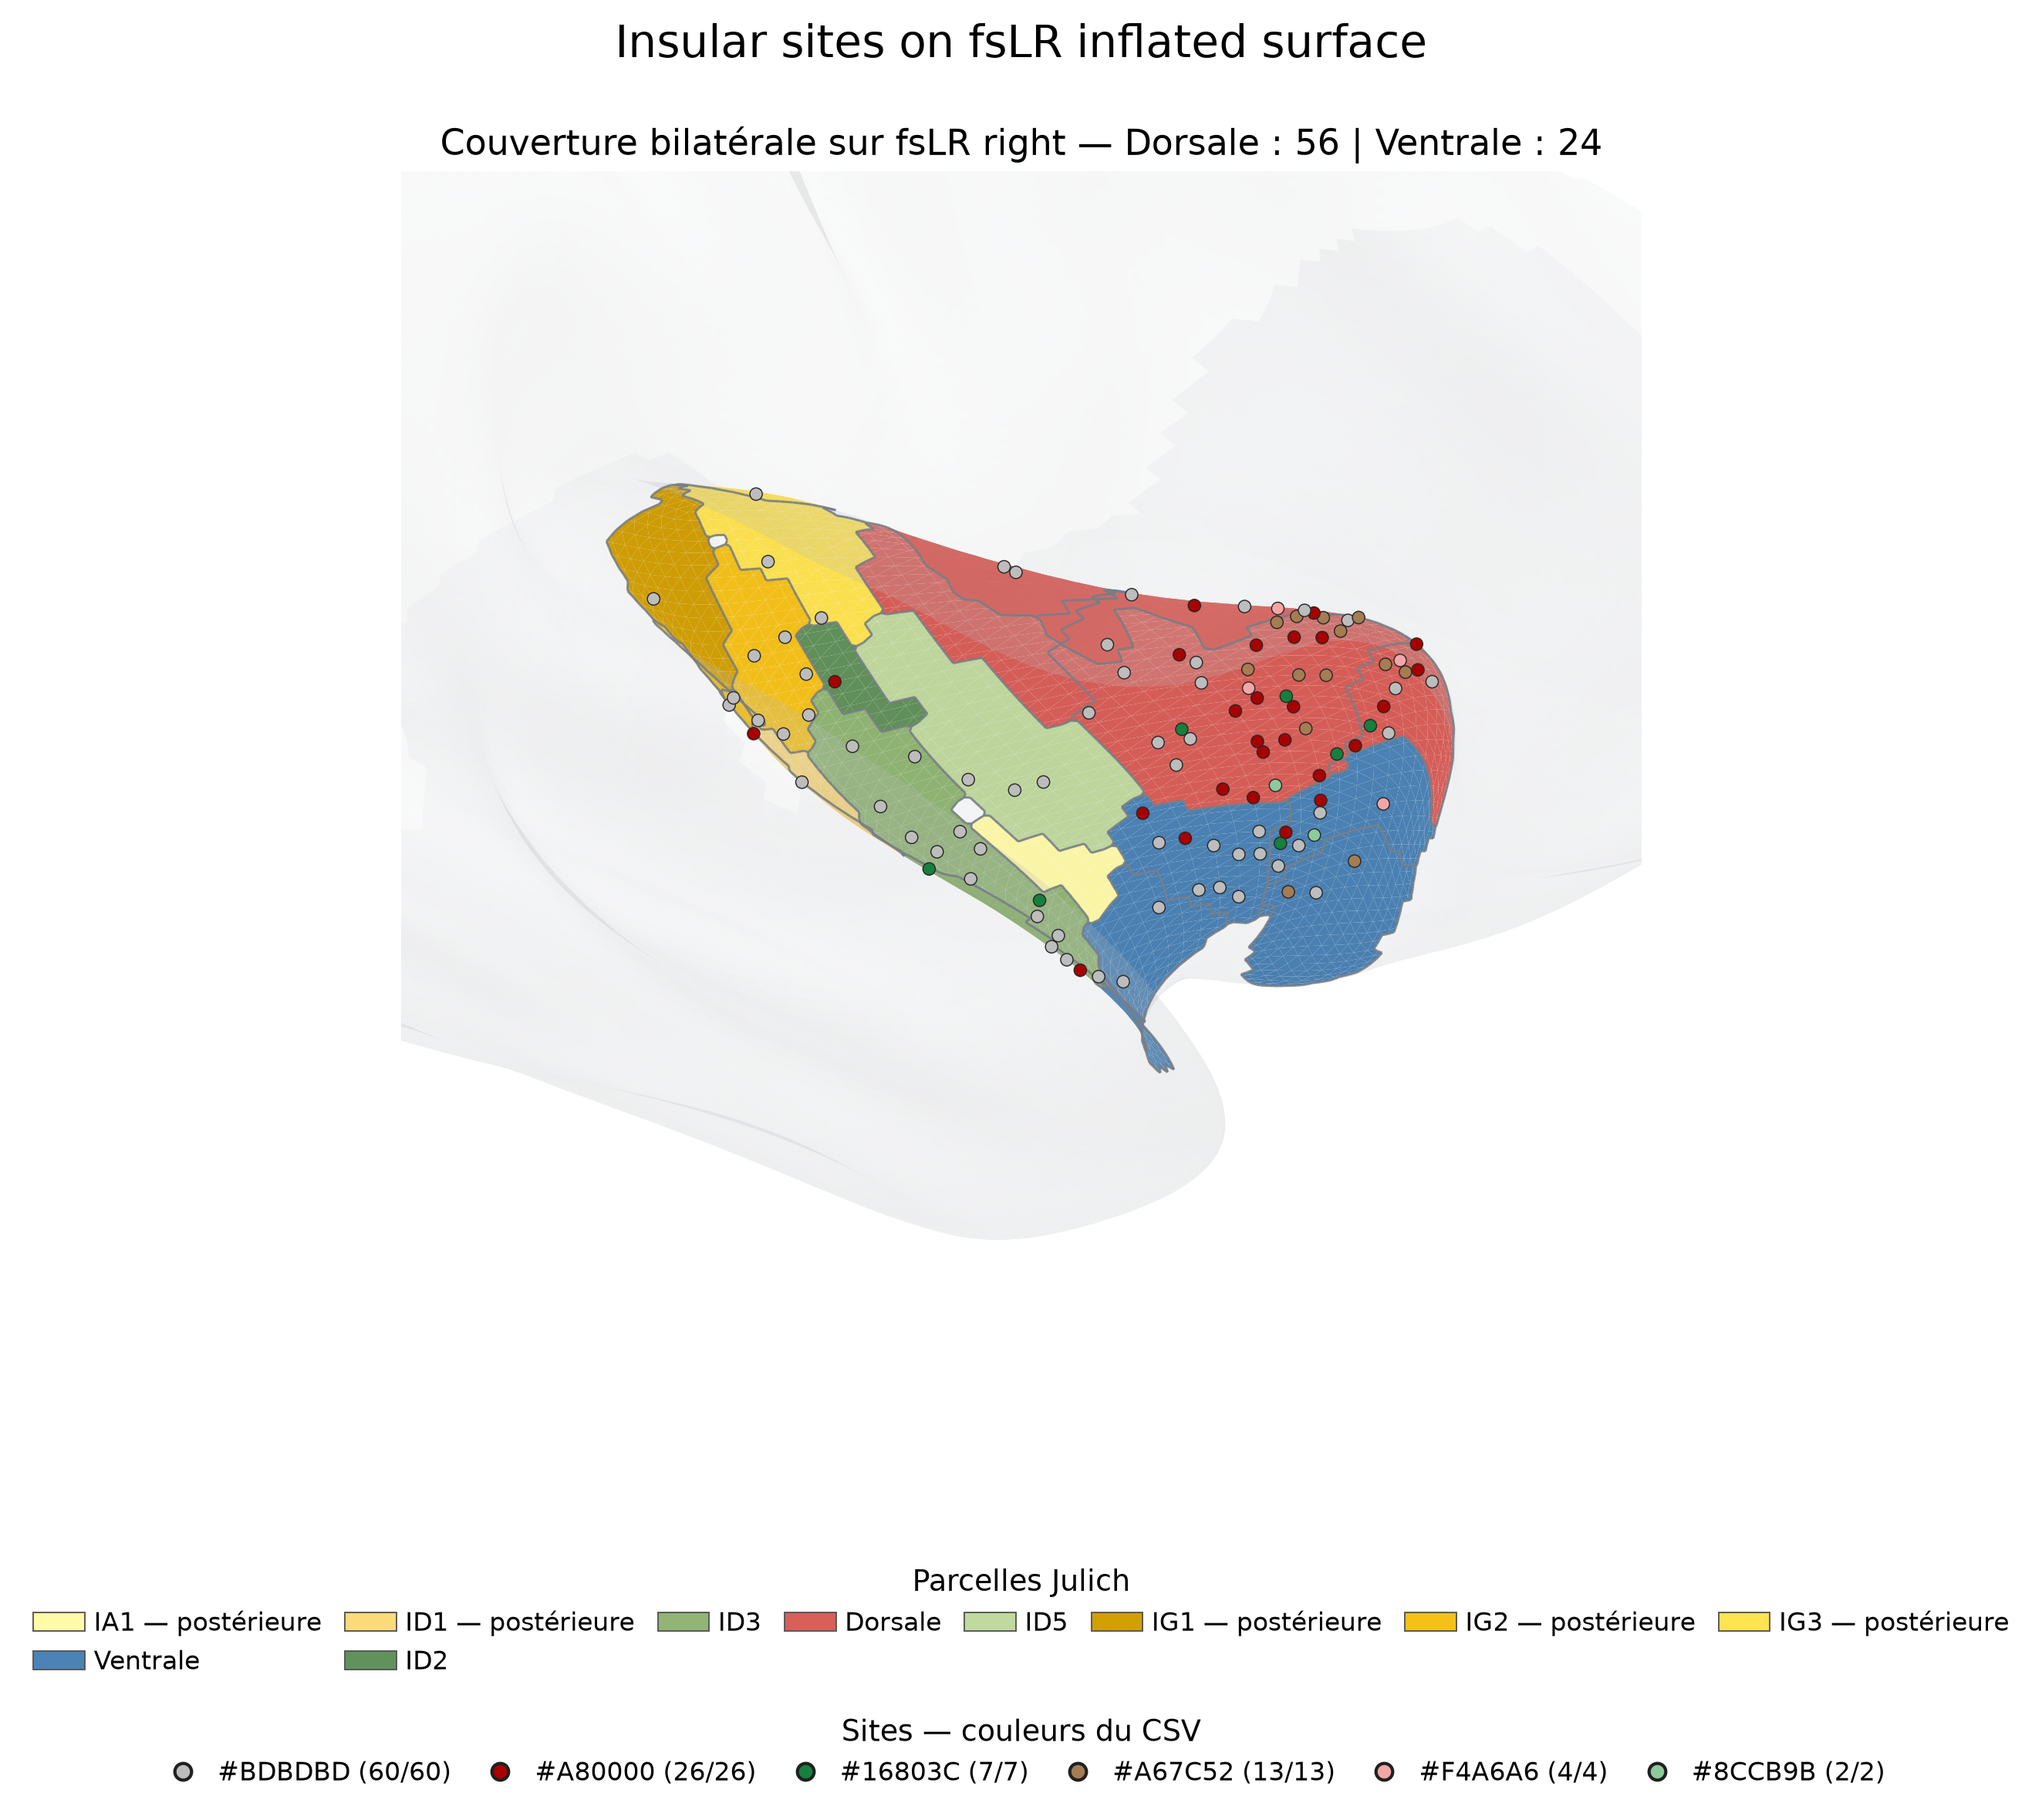 Insular sites on fsLR inflated surface
Couverture bilatérale sur fsLR right — Dorsale : 56 | Ventrale : 24
Parcelles Julich
IA1 — postérieure ID1 — postérieure ID3 Dorsale ID5 IG1 — postérieure IG2 — postérieure IG3 — postérieure
Ventrale ID2
Sites — couleurs du CSV
#BDBDBD (60/60) #A80000 (26/26) #16803C (7/7) #A67C52 (13/13) #F4A6A6 (4/4) #8CCB9B (2/2)